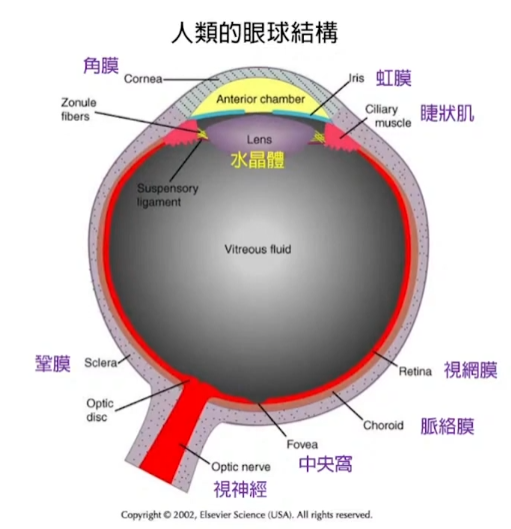 人類的眼球結構
角膜
Cornea
Iris 虹膜
Zonule
fibers
Anterior chamber
Ciliary
muscle
睫狀肌
Lens
水晶體
Suspensory
ligament
Vitreous fluid
鞏膜 Sclera
Retina 視網膜
Optic
disc
Choroid 脈絡膜
Fovea
中央窩
Optic nerve
視神經
Copyright © 2002, Elsevier Science (USA). All rights reserved.